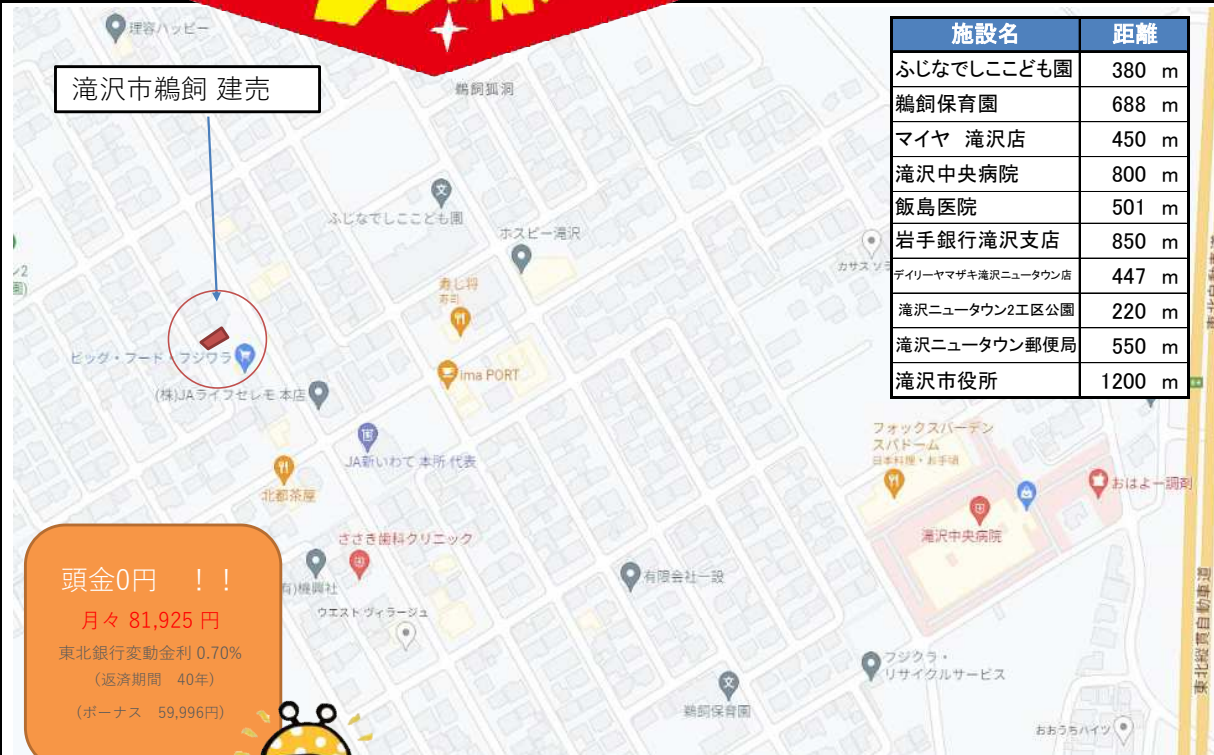 理容ハッピー
滝沢市鵜飼 建売
鵜飼狐洞
ふじなでしここども園
ホスピー滝沢
寿し将
寿司
ビッグ・フード・フジワラ
ima PORT
(株)JAライフセレモ 本店
JA新いわて 本所 代表
北都茶屋
ささき歯科クリニック
ウエスト ヴィラージュ
有限会社一設
フォックスバーデン
スパドーム
日本料理・お手頃
おはよー調剤
滝沢中央病院
フジクラ・
リサイクルサービス
鵜飼保育園
おおうちハイツ
東北縦貫自動車道
施設名 距離
ふじなでしここども園 380 m
鵜飼保育園 688 m
マイヤ 滝沢店 450 m
滝沢中央病院 800 m
飯島医院 501 m
岩手銀行滝沢支店 850 m
デイリーヤマザキ滝沢ニュータウン店 447 m
滝沢ニュータウン2工区公園 220 m
滝沢ニュータウン郵便局 550 m
滝沢市役所 1200 m
頭金0円 !!
月々 81,925 円
東北銀行変動金利 0.70%
(返済期間 40年)
(ボーナス 59,996円)